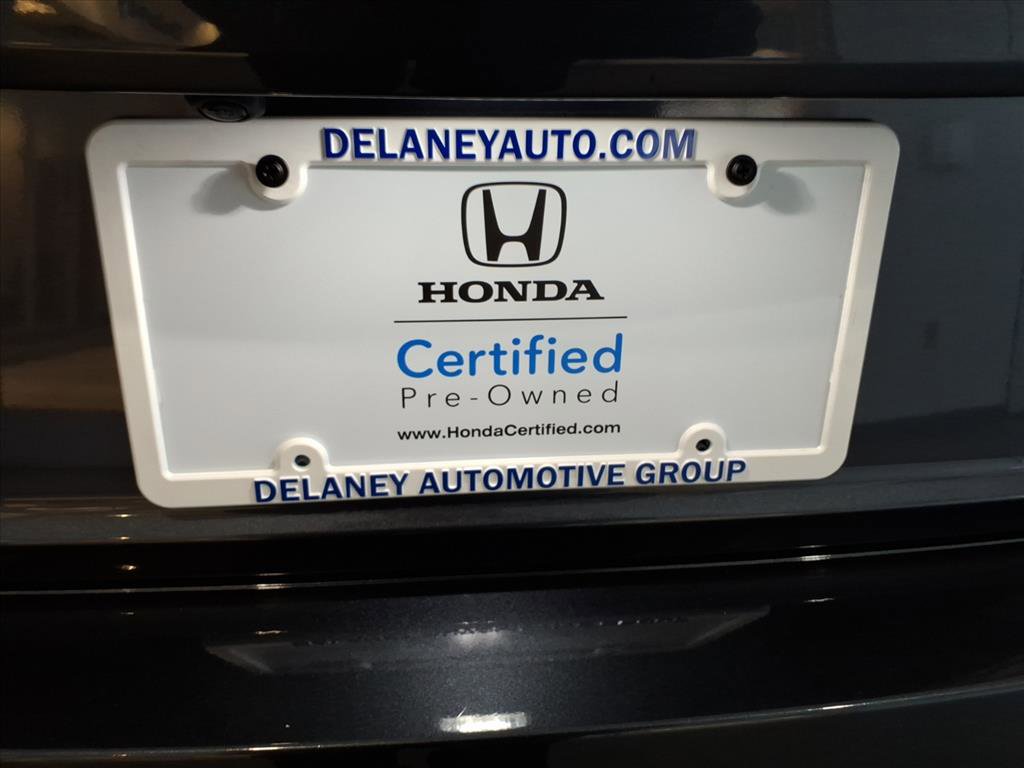 DELANEYAUTO.COM
HONDA
Certified
Pre-Owned
www.HondaCertified.com
DELANEY AUTOMOTIVE GROUP